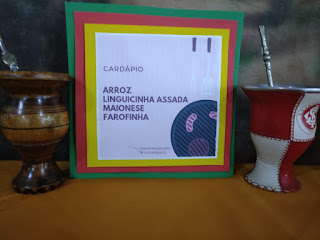 CARDÁPIO
ARROZ
LINGUICINHA ASSADA
MAIONESE
FAROFINHA